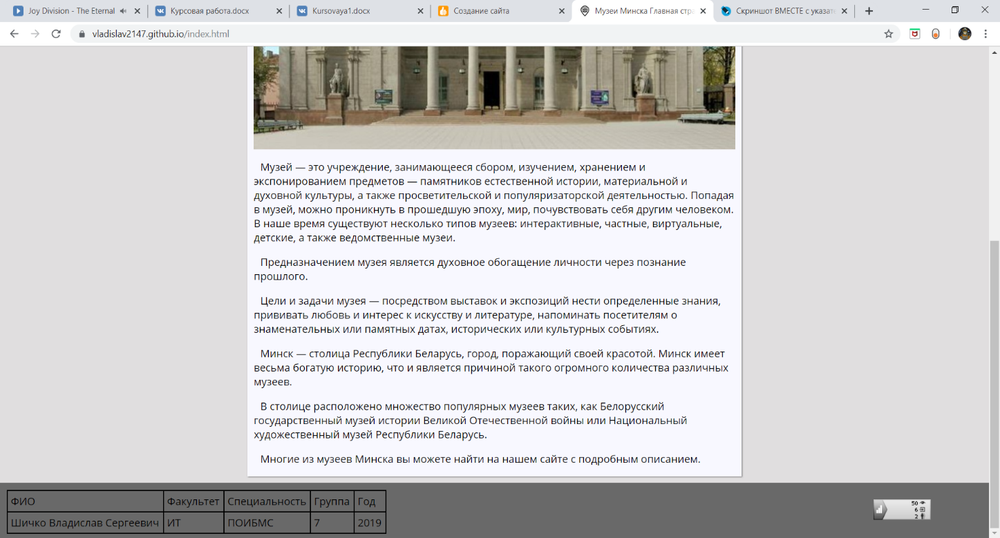 Joy Division - The Eternal
Курсовая работа.docx
Kursovaya1.docx
Создание сайта
Музеи Минска Главная стра
Скриншот ВМЕСТЕ с указате
vladislav2147.github.io/index.html
Музей — это учреждение, занимающееся сбором, изучением, хранением и
экспонированием предметов — памятников естественной истории, материальной и
духовной культуры, а также просветительской и популяризаторской деятельностью. Попадая
в музей, можно проникнуть в прошедшую эпоху, мир, почувствовать себя другим человеком.
В наше время существуют несколько типов музеев: интерактивные, частные, виртуальные,
детские, а также ведомственные музеи.
Предназначением музея является духовное обогащение личности через познание
прошлого.
Цели и задачи музея — посредством выставок и экспозиций нести определенные знания,
прививать любовь и интерес к искусству и литературе, напоминать посетителям о
знаменательных или памятных датах, исторических или культурных событиях.
Минск — столица Республики Беларусь, город, поражающий своей красотой. Минск имеет
весьма богатую историю, что и является причиной такого огромного количества различных
музеев.
В столице расположено множество популярных музеев таких, как Белорусский
государственный музей истории Великой Отечественной войны или Национальный
художественный музей Республики Беларусь.
Многие из музеев Минска вы можете найти на нашем сайте с подробным описанием.
ФИО Факультет Специальность Группа Год
Шичко Владислав Сергеевич ИТ ПОИБМС 7 2019
50
6
2